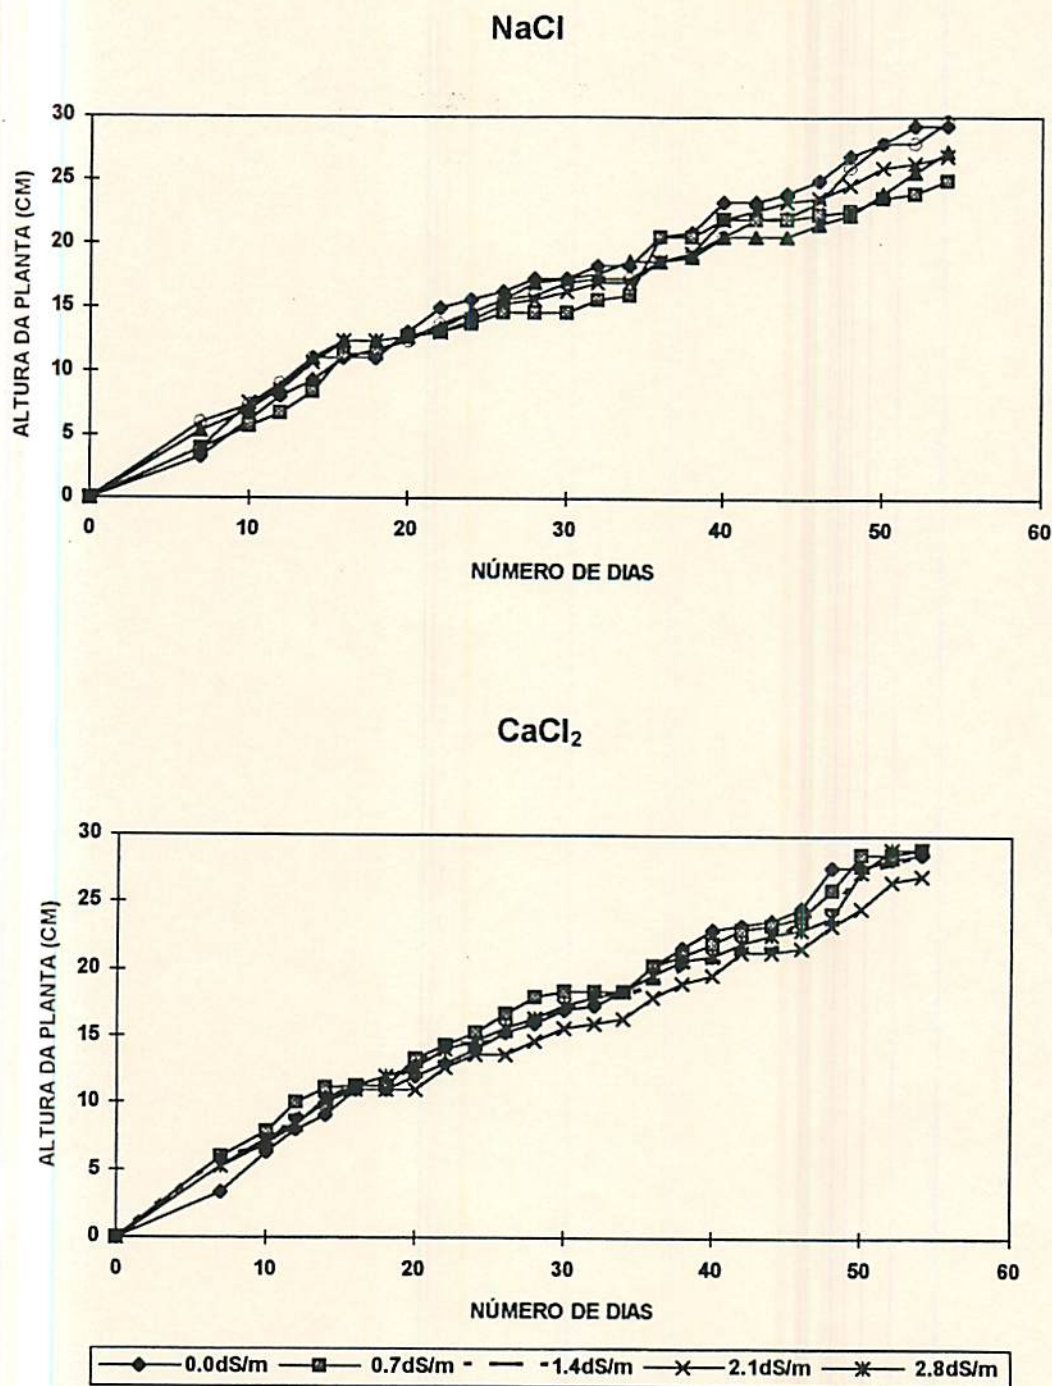 NaCl
30
25
20
15
10
5
0
ALTURA DA PLANTA (CM)
0 10 20 30 40 50 60
NÚMERO DE DIAS
CaCl₂
30
25
20
15
10
5
0
ALTURA DA PLANTA (CM)
0 10 20 30 40 50 60
NÚMERO DE DIAS
0.0dS/m 0.7dS/m 1.4dS/m 2.1dS/m 2.8dS/m